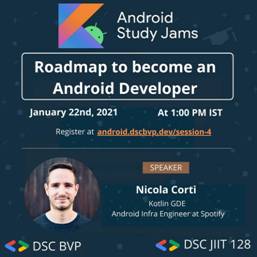 Android
Study Jams
Roadmap to become an
Android Developer
January 22nd, 2021
At 1:00 PM IST
Register at android.dscbvp.dev/session-4
SPEAKER
Nicola Corti
Kotlin GDE
Android Infra Engineer at Spotify
DSC BVP
DSC JIIT 128